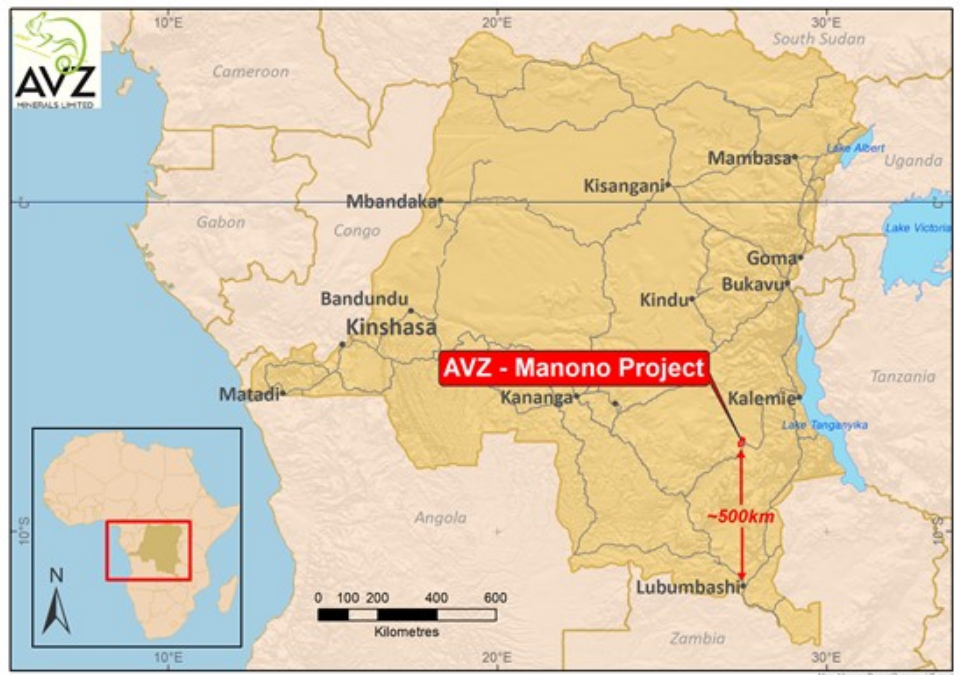 10°E
20°E
30°E
AVZ
MINERALS LIMITED
South Sudan
Cameroon
Lake Albert
Mambasa
Uganda
Kisangani
Mbandaka
0°
Gabon
Congo
Lake Victoria
Goma
Bukavu
Kindu
Bandundu
Kinshasa
AVZ - Manono Project
Tanzania
Matadi
Kananga
Kalemie
Lake Tanganyika
Angola
~500km
10°S
10°S
N
Lubumbashi
0 100 200 400 600
Kilometres
Zambia
10°E
20°E
30°E